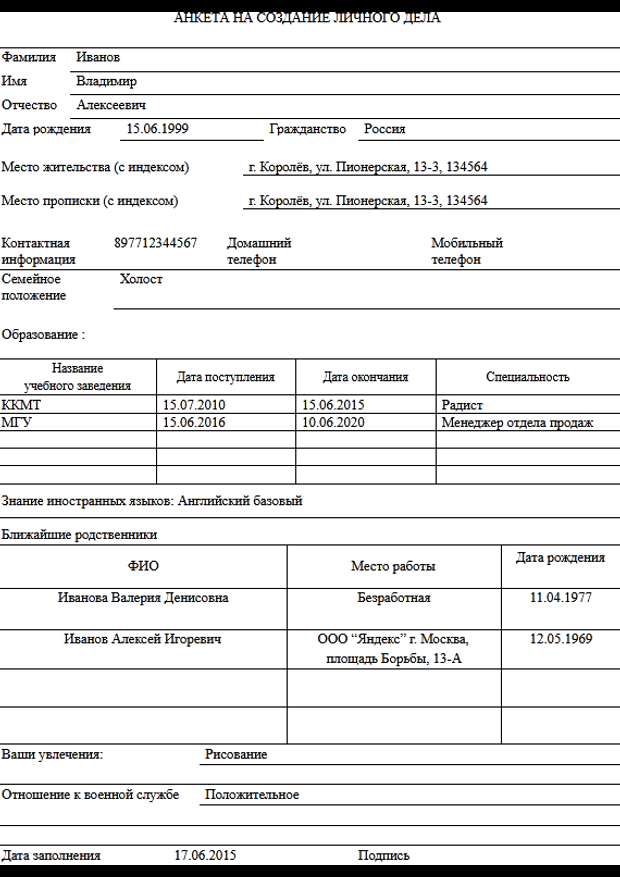 АНКЕТА НА СОЗДАНИЕ ЛИЧНОГО ДЕЛА
Фамилия Иванов
Имя Владимир
Отчество Алексеевич
Дата рождения 15.06.1999 Гражданство Россия
Место жительства (с индексом) г. Королёв, ул. Пионерская, 13-3, 134564
Место прописки (с индексом) г. Королёв, ул. Пионерская, 13-3, 134564
Контактная 897712344567 Домашний Мобильный
информация телефон телефон
Семейное Холост
положение
Образование :
Название
учебного заведения Дата поступления Дата окончания Специальность
ККМТ 15.07.2010 15.06.2015 Радист
МГУ 15.06.2016 10.06.2020 Менеджер отдела продаж
Знание иностранных языков: Английский базовый
Ближайшие родственники
ФИО Место работы Дата рождения
Иванова Валерия Денисовна Безработная 11.04.1977
Иванов Алексей Игоревич ООО “Яндекс” г. Москва, 12.05.1969
площадь Борьбы, 13-А
Ваши увлечения: Рисование
Отношение к военной службе Положительное
Дата заполнения 17.06.2015 Подпись